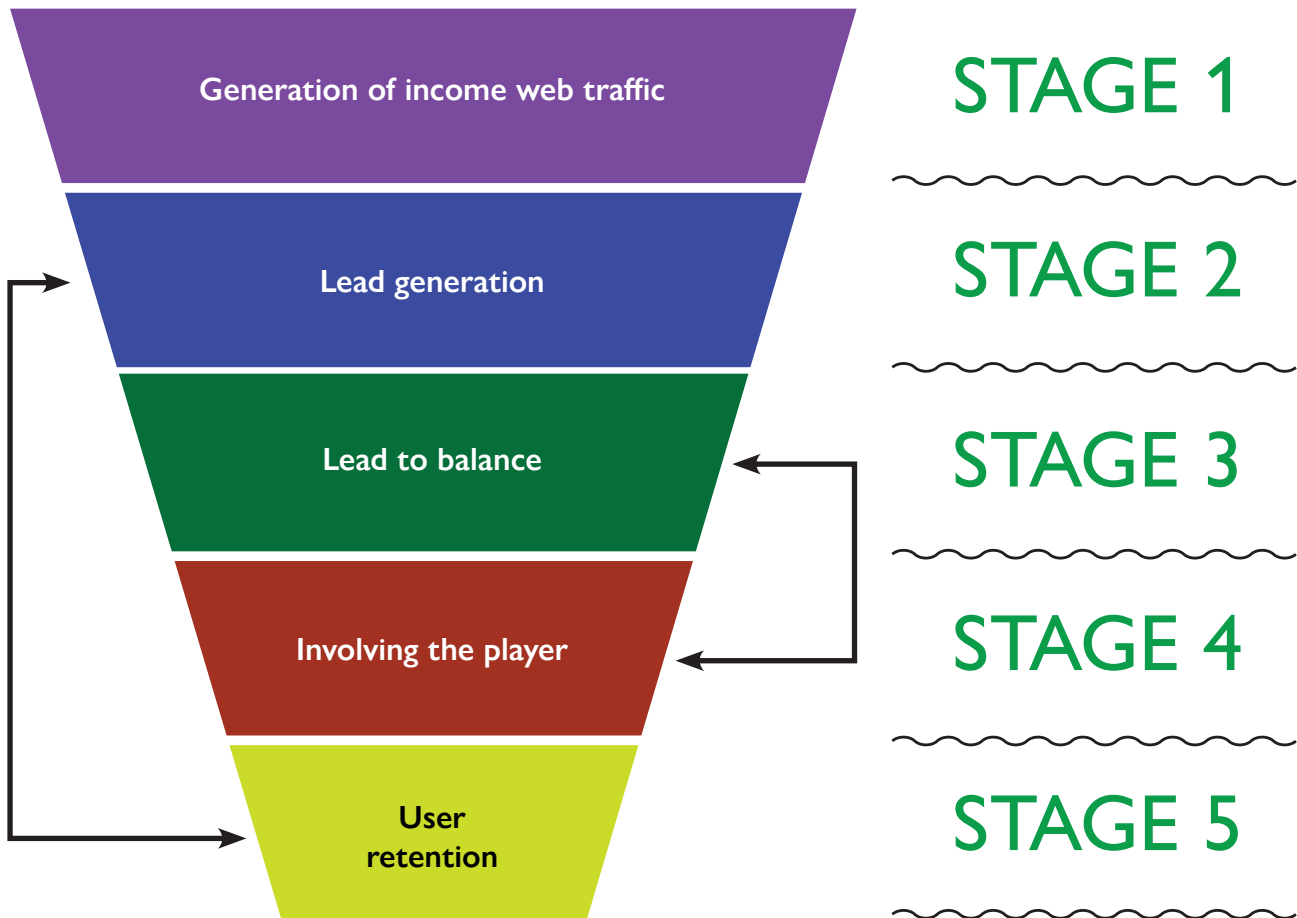 Generation of income web traffic
STAGE 1
Lead generation
STAGE 2
Lead to balance
STAGE 3
Involving the player
STAGE 4
User
retention
STAGE 5